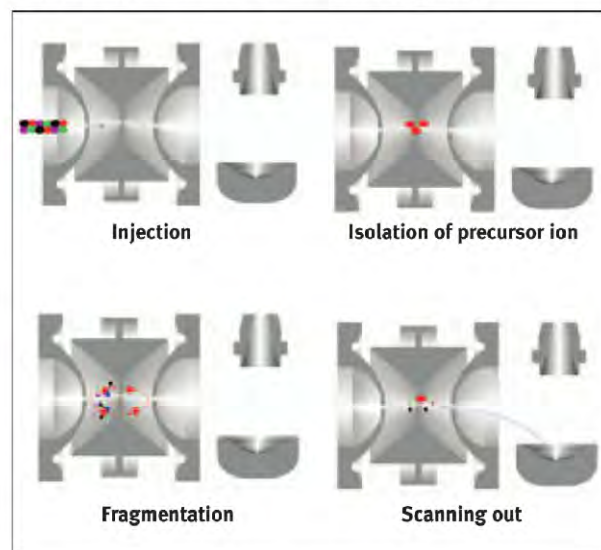 Injection
Isolation of precursor ion
Fragmentation
Scanning out